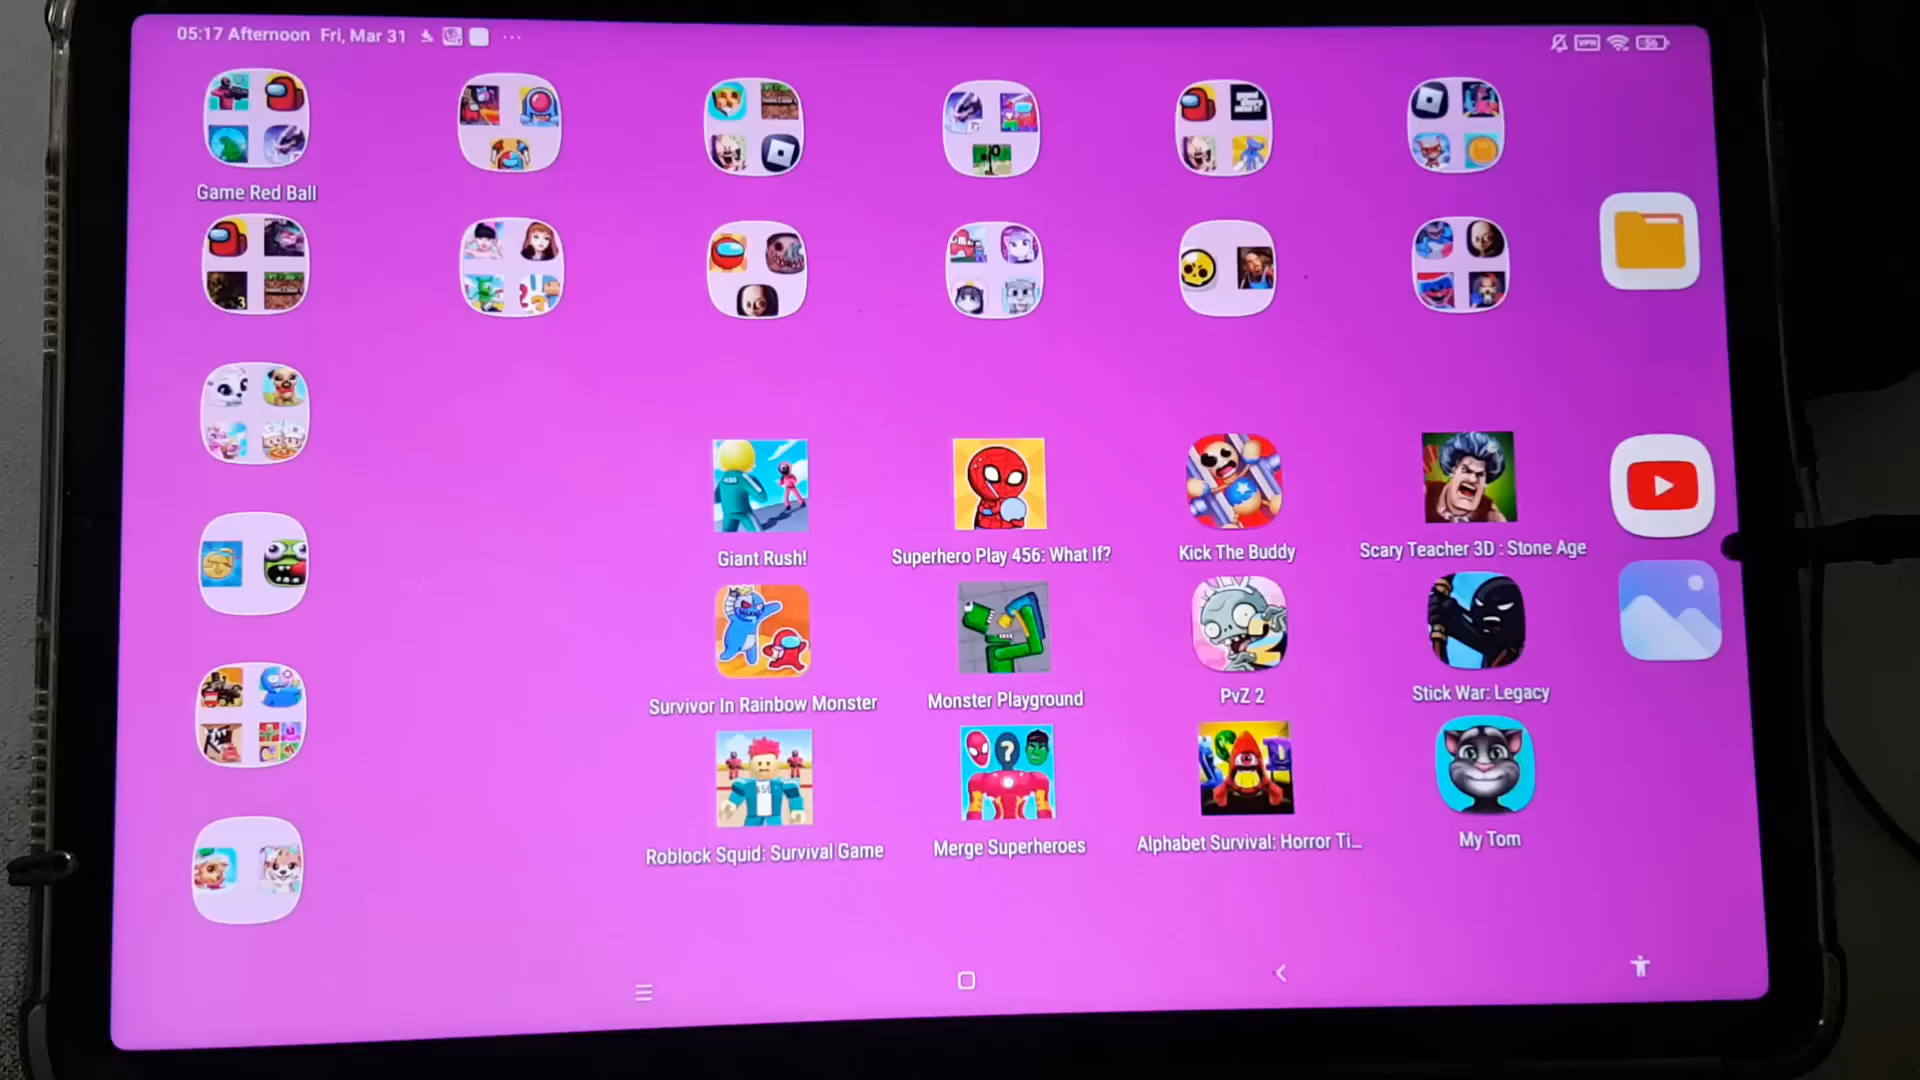 05:17 Afternoon Fri, Mar 31
VPN
56
Game Red Ball
Giant Rush!
Superhero Play 456: What If?
Kick The Buddy
Scary Teacher 3D : Stone Age
Survivor In Rainbow Monster
Monster Playground
PvZ 2
Stick War: Legacy
Roblock Squid: Survival Game
Merge Superheroes
Alphabet Survival: Horror Ti...
My Tom